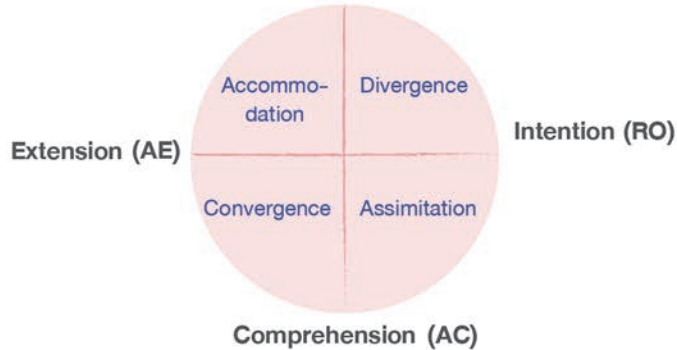 Accommo-
dation
Divergence
Extension (AE)
Intention (RO)
Convergence
Assimitation
Comprehension (AC)